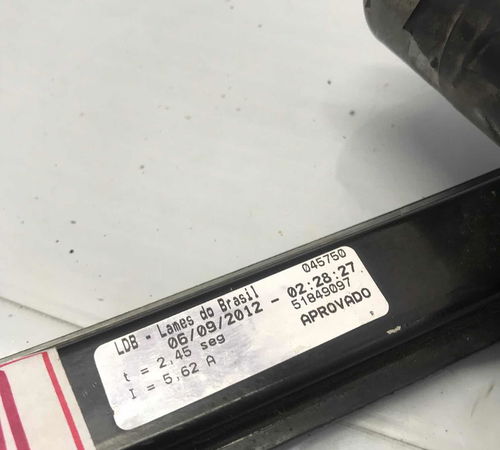 045750
LDB - Lames do Brasil
06/09/2012 - 02:28:27
t = 2,45 seg 51849097
I = 5,62 A APROVADO